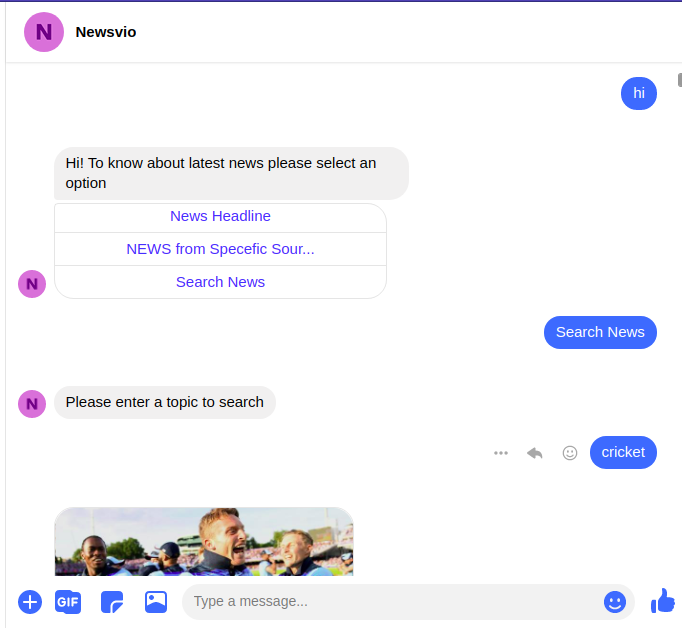 N Newsvio
hi
Hi! To know about latest news please select an
option
News Headline
NEWS from Specefic Sour...
N
Search News
Search News
N Please enter a topic to search
cricket
GIF Type a message...